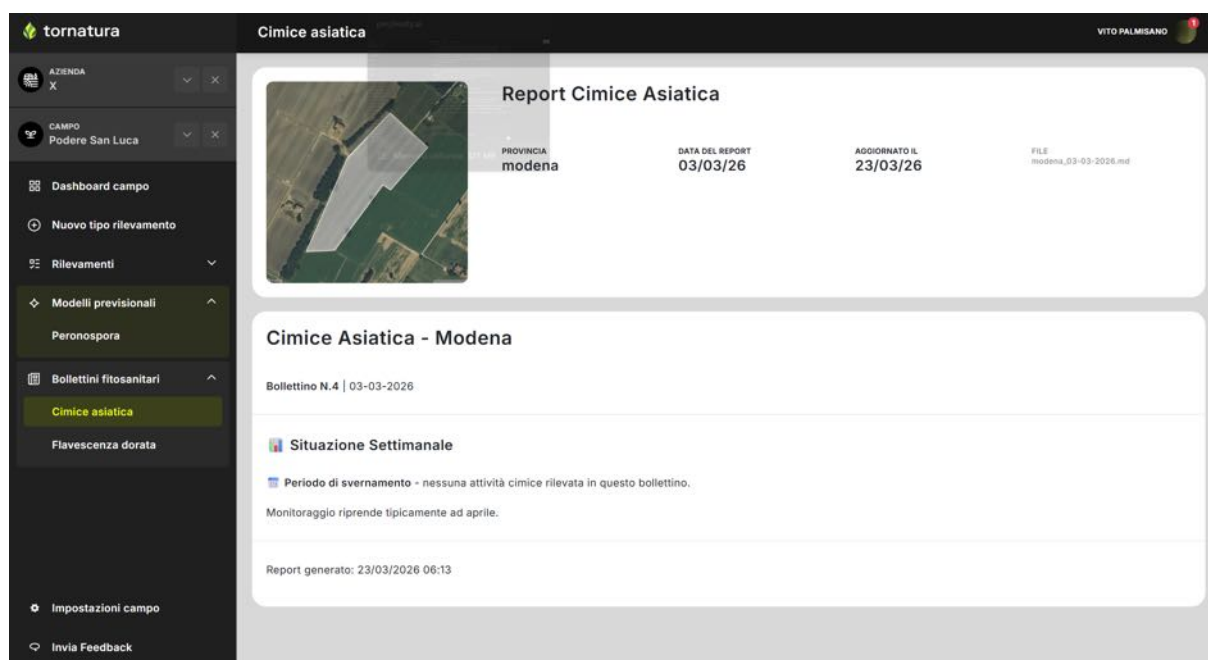 tornatura
Cimice asiatica
VITO PALMISANO
1
AZIENDA
X
CAMPO
Podere San Luca
Dashboard campo
Nuovo tipo rilevamento
Rilevamenti
Modelli previsionali
Peronospora
Bollettini fitosanitari
Cimice asiatica
Flavescenza dorata
Impostazioni campo
Invia Feedback
Report Cimice Asiatica
PROVINCIA
modena
DATA DEL REPORT
03/03/26
AGGIORNATO IL
23/03/26
FILE
modena_03-03-2026.md
Cimice Asiatica - Modena
Bollettino N.4 | 03-03-2026
Situazione Settimanale
Periodo di svernamento - nessuna attività cimice rilevata in questo bollettino.
Monitoraggio riprende tipicamente ad aprile.
Report generato: 23/03/2026 06:13